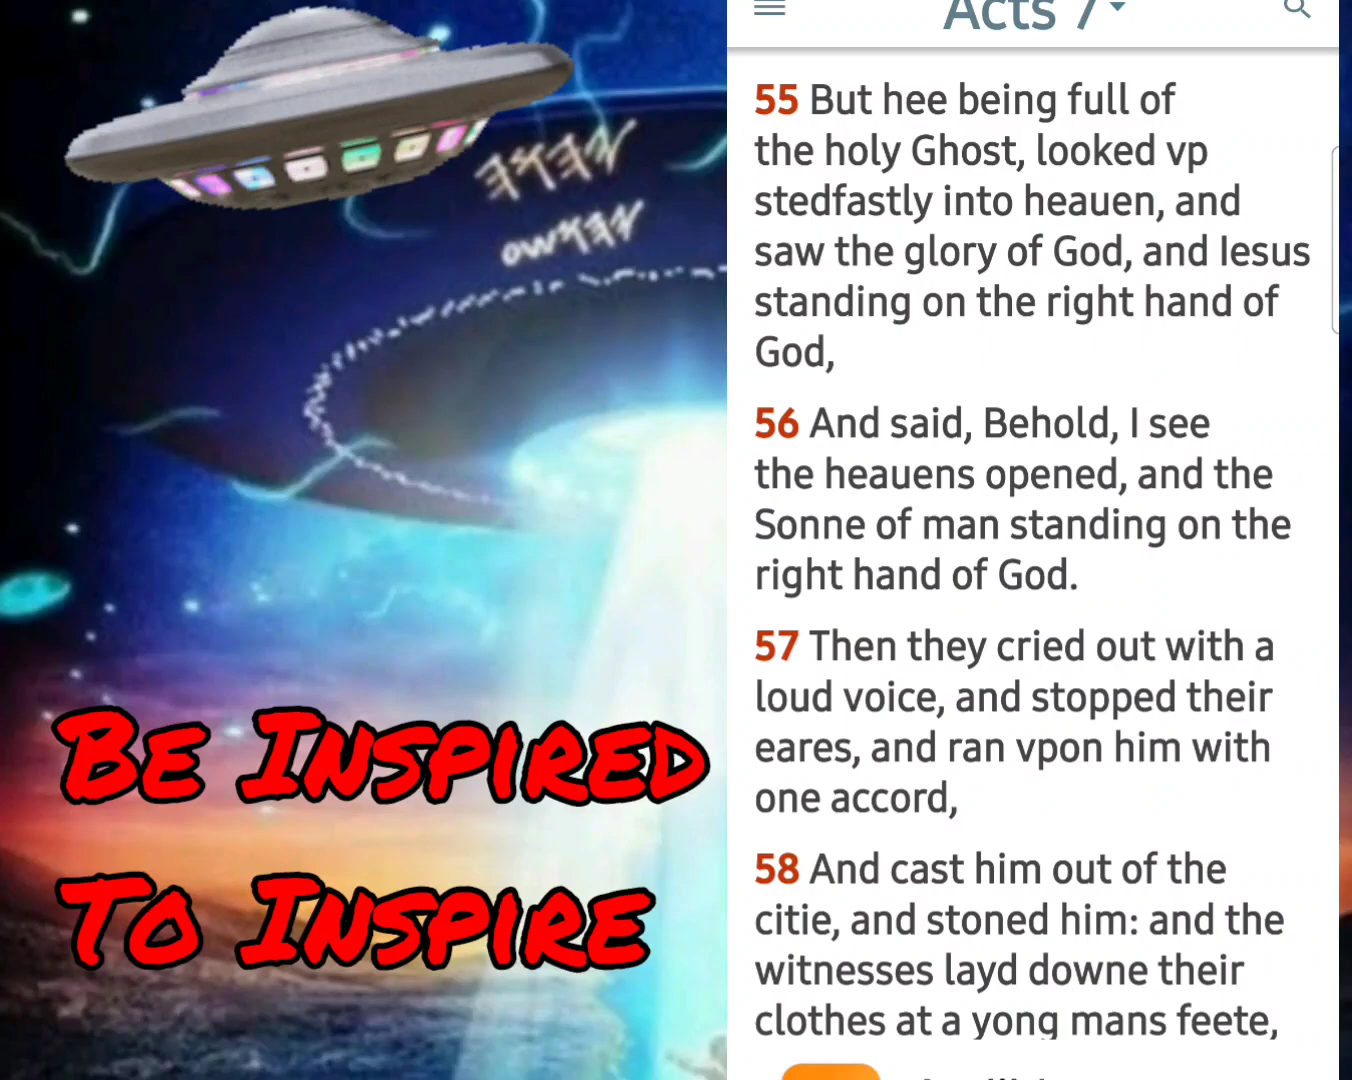 𐤉𐤄𐤅𐤄
𐤉𐤄𐤅𐤔𐤏
Be Inspired
To Inspire
Acts 7
55 But hee being full of
the holy Ghost, looked vp
stedfastly into heauen, and
saw the glory of God, and Iesus
standing on the right hand of
God,
56 And said, Behold, I see
the heauens opened, and the
Sonne of man standing on the
right hand of God.
57 Then they cried out with a
loud voice, and stopped their
eares, and ran vpon him with
one accord,
58 And cast him out of the
citie, and stoned him: and the
witnesses layd downe their
clothes at a yong mans feete,